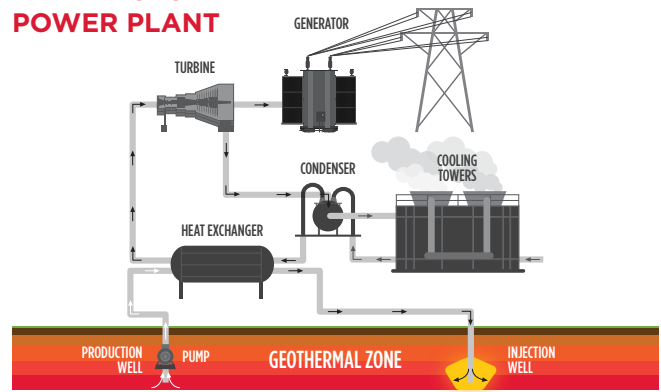 POWER PLANT
GENERATOR
TURBINE
CONDENSER
COOLING
TOWERS
HEAT EXCHANGER
PRODUCTION
WELL
PUMP
GEOTHERMAL ZONE
INJECTION
WELL